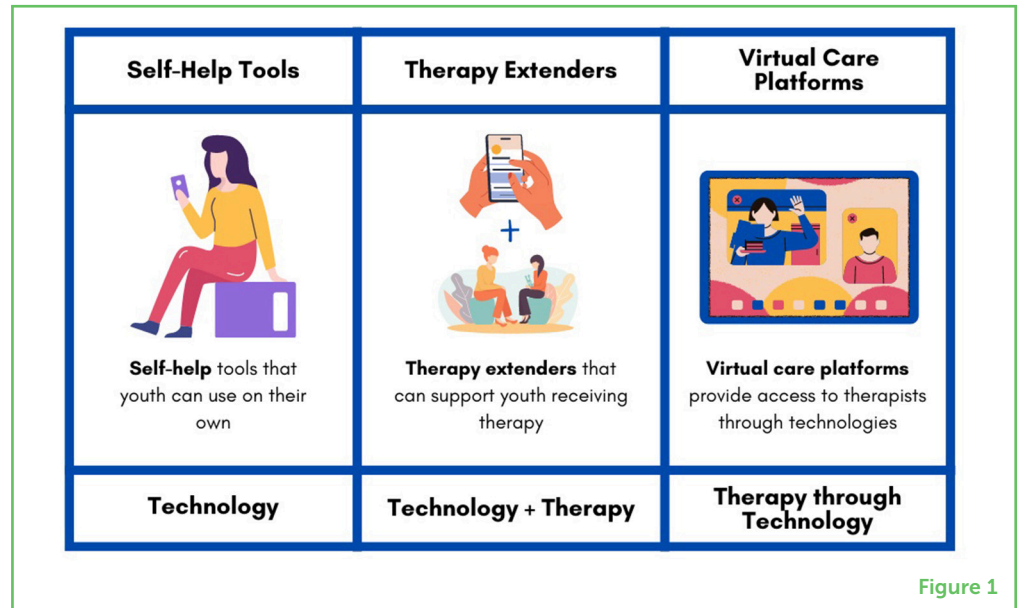 Self-Help Tools
Therapy Extenders
Virtual Care
Platforms
Self-help tools that
youth can use on their
own
Therapy extenders that
can support youth receiving
therapy
Virtual care platforms
provide access to therapists
through technologies
Technology
Technology + Therapy
Therapy through
Technology
Figure 1